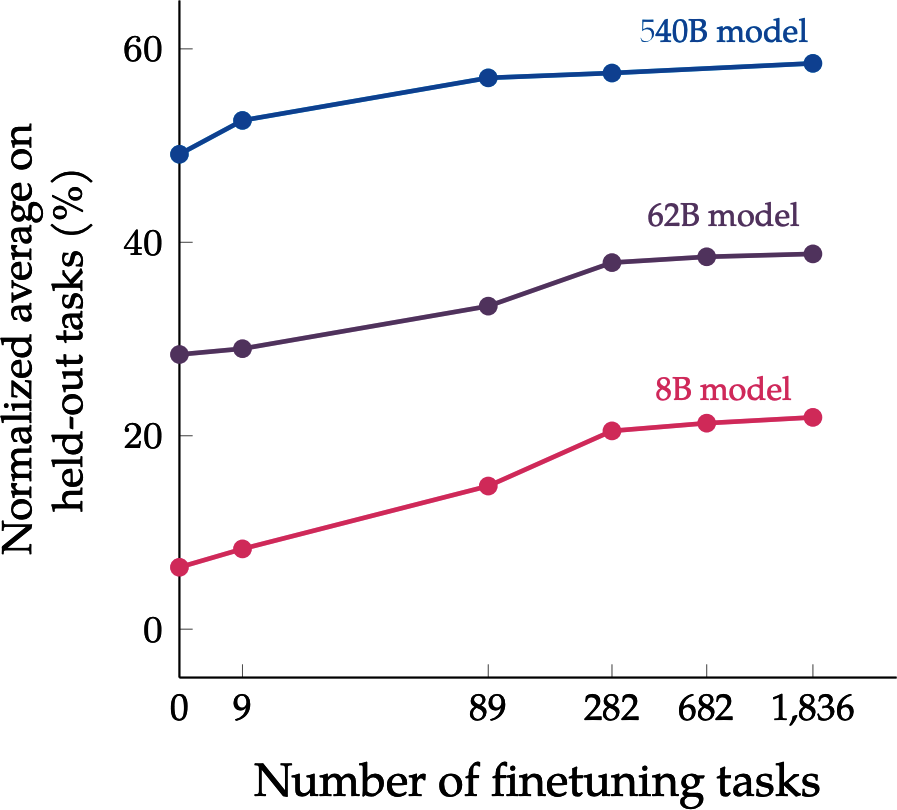 60
540B model
40
62B model
20
8B model
0
Normalized average on
held-out tasks (%)
0 9 89 282 682 1,836
Number of finetuning tasks